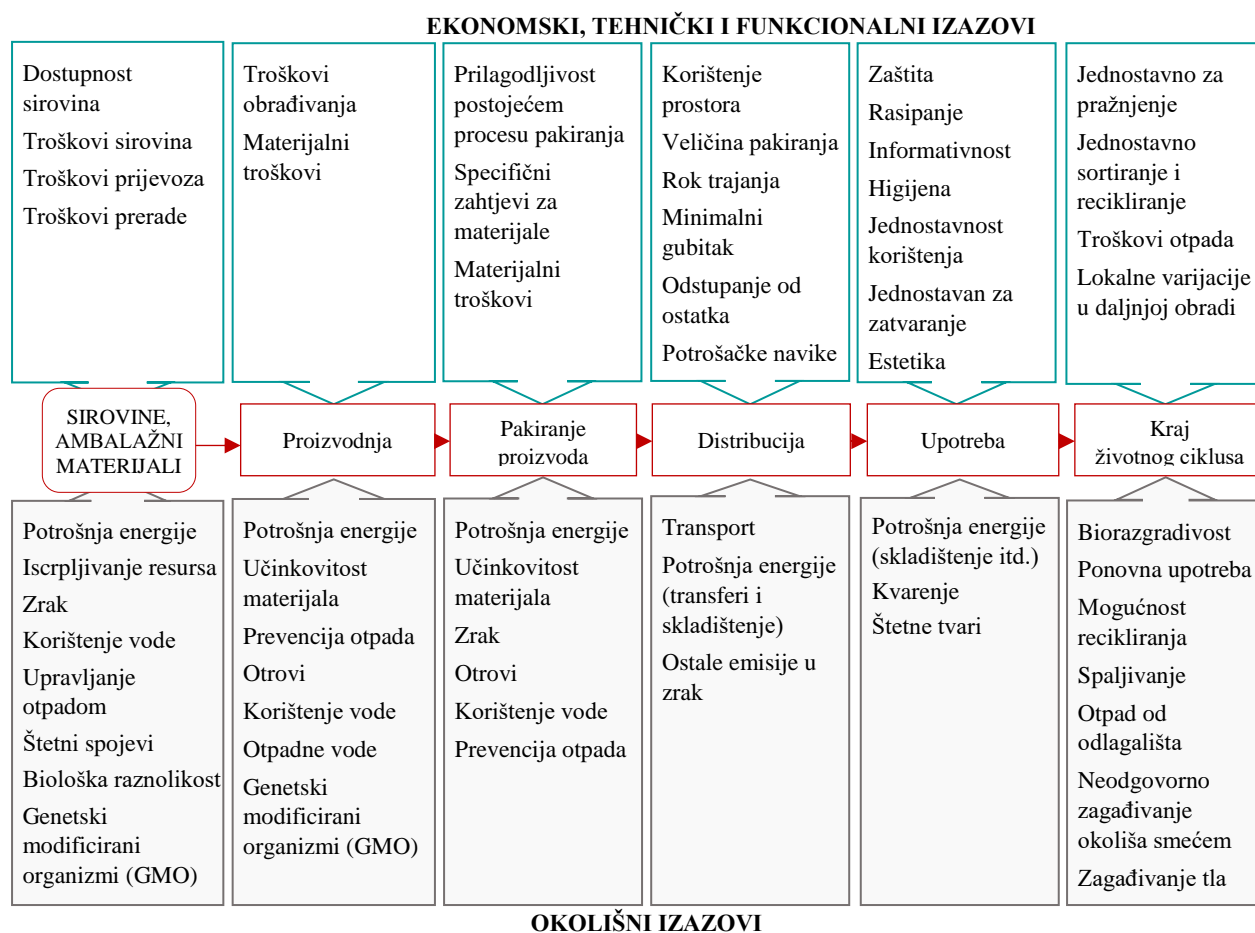 EKONOMSKI, TEHNIČKI I FUNKCIONALNI IZAZOVI
Dostupnost
sirovina
Troškovi sirovina
Troškovi prijevoza
Troškovi prerade
Troškovi
obrađivanja
Materijalni
troškovi
Prilagodljivost
postojećem
procesu pakiranja
Specifični
zahtjevi za
materijale
Materijalni
troškovi
Korištenje
prostora
Veličina pakiranja
Rok trajanja
Minimalni
gubitak
Odstupanje od
ostatka
Potrošačke navike
Zaštita
Rasipanje
Informativnost
Higijena
Jednostavnost
korištenja
Jednostavan za
zatvaranje
Estetika
Jednostavno za
pražnjenje
Jednostavno
sortiranje i
recikliranje
Troškovi otpada
Lokalne varijacije
u daljnjoj obradi
SIROVINE,
AMBALAŽNI
MATERIJALI
Proizvodnja
Pakiranje
proizvoda
Distribucija
Upotreba
Kraj
životnog ciklusa
Potrošnja energije
Iscrpljivanje resursa
Zrak
Korištenje vode
Upravljanje
otpadom
Štetni spojevi
Biološka raznolikost
Genetski
modificirani
organizmi (GMO)
Potrošnja energije
Učinkovitost
materijala
Prevencija otpada
Otrovi
Korištenje vode
Otpadne vode
Genetski
modificirani
organizmi (GMO)
Potrošnja energije
Učinkovitost
materijala
Zrak
Otrovi
Korištenje vode
Prevencija otpada
Transport
Potrošnja energije
(transferi i
skladištenje)
Ostale emisije u
zrak
Potrošnja energije
(skladištenje itd.)
Kvarenje
Štetne tvari
Biorazgradivost
Ponovna upotreba
Mogućnost
recikliranja
Spaljivanje
Otpad od
odlagališta
Neodgovorno
zagađivanje
okoliša smećem
Zagađivanje tla
OKOLIŠNI IZAZOVI